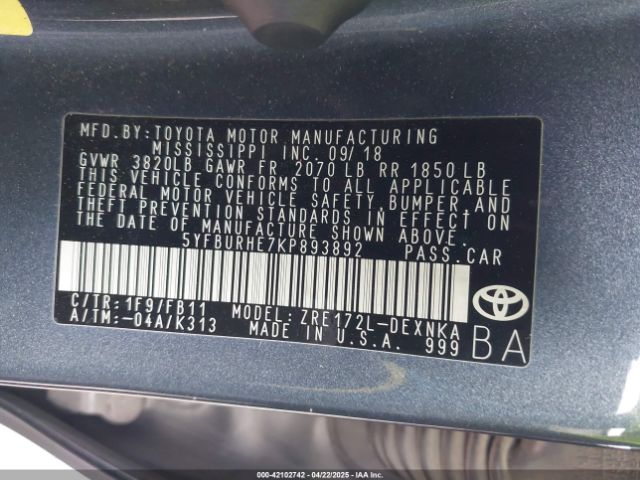 MFD.BY:TOYOTA MOTOR MANUFACTURING
MISSISSIPPI INC. 09/18
GVWR 3820LB GAWR FR 2070 LB RR 1850 LB
THIS VEHICLE CONFORMS TO ALL APPLICABLE
FEDERAL MOTOR VEHICLE SAFETY, BUMPER AND
THEFT PREVENTION STANDARDS IN EFFECT ON
THE DATE OF MANUFACTURE SHOWN ABOVE.
5YFBURHE7KP893892 PASS.CAR
C/TR:1F9/FB11 MODEL:ZRE172L-DEXNKA
A/TM:-04A/K313 MADE IN U.S.A. 999
TOYOTA
BA
000-42102742 - 04/22/2025 - IAAI.COM